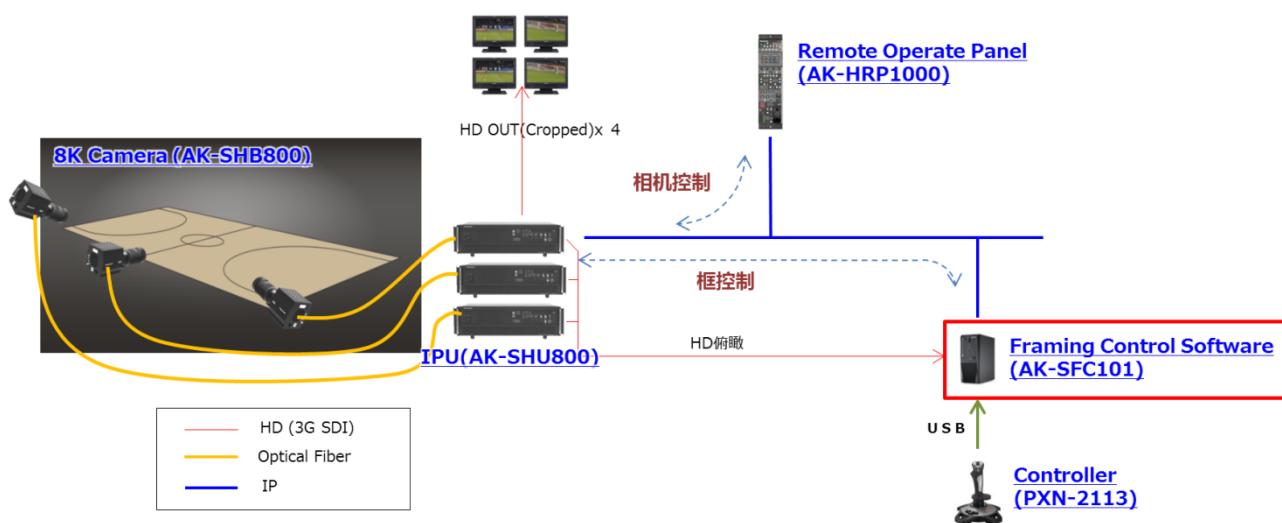 Remote Operate Panel
(AK-HRP1000)
HD OUT(Cropped)x 4
8K Camera (AK-SHB800)
相机控制
框控制
IPU(AK-SHU800)
HD俯瞰
Framing Control Software
(AK-SFC101)
USB
Controller
(PXN-2113)
HD (3G SDI)
Optical Fiber
IP